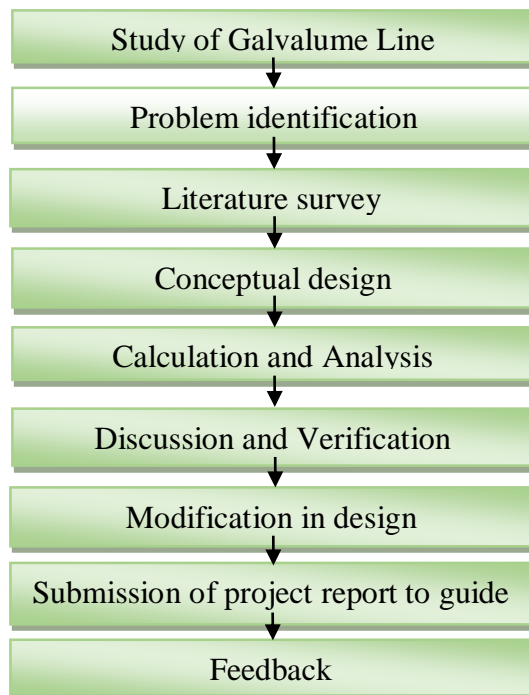 Study of Galvalume Line
Problem identification
Literature survey
Conceptual design
Calculation and Analysis
Discussion and Verification
Modification in design
Submission of project report to guide
Feedback